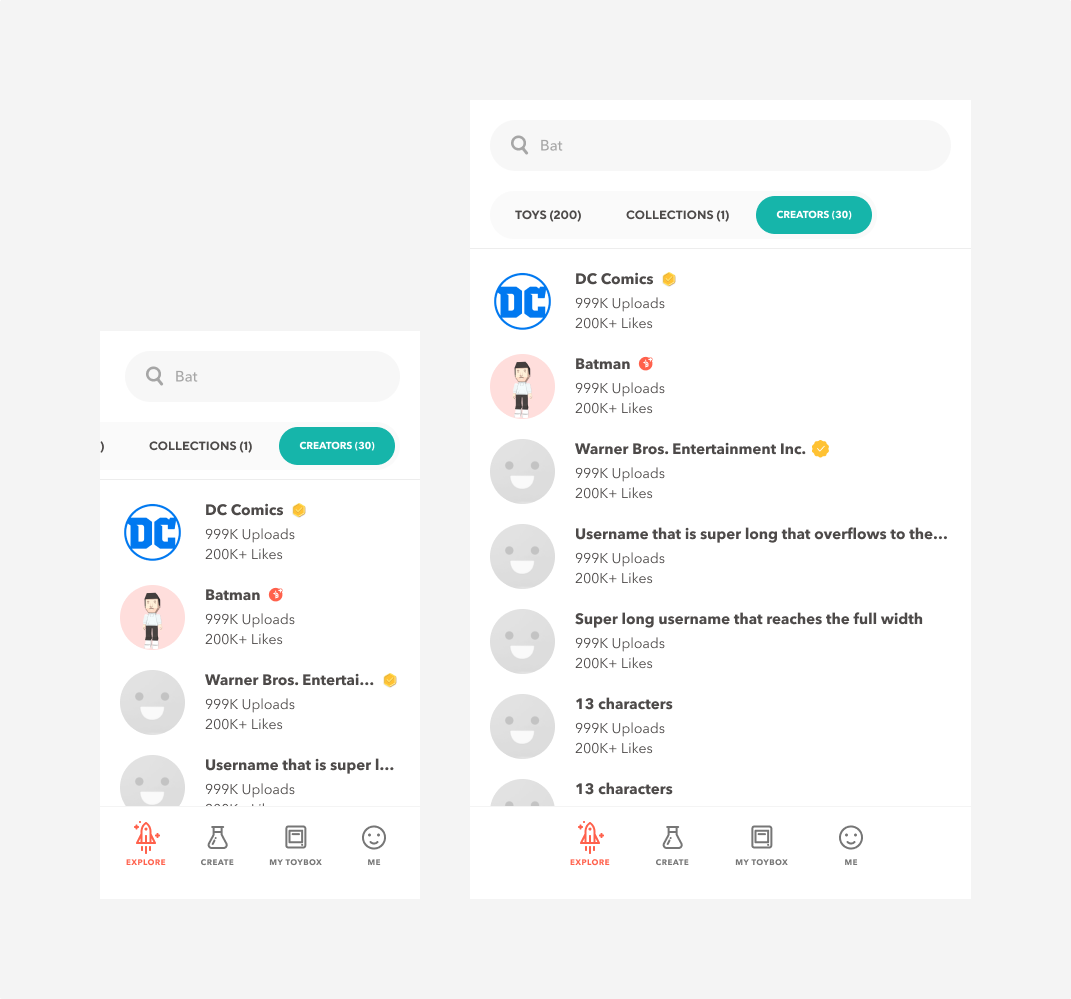 Bat
) COLLECTIONS (1) CREATORS (30)
DC
DC Comics
999K Uploads
200K+ Likes
Batman
999K Uploads
200K+ Likes
Warner Bros. Entertai...
999K Uploads
200K+ Likes
Username that is super l...
999K Uploads
EXPLORE CREATE MY TOYBOX ME
Bat
TOYS (200) COLLECTIONS (1) CREATORS (30)
DC
DC Comics
999K Uploads
200K+ Likes
Batman
999K Uploads
200K+ Likes
Warner Bros. Entertainment Inc.
999K Uploads
200K+ Likes
Username that is super long that overflows to the...
999K Uploads
200K+ Likes
Super long username that reaches the full width
999K Uploads
200K+ Likes
13 characters
999K Uploads
200K+ Likes
13 characters
EXPLORE CREATE MY TOYBOX ME